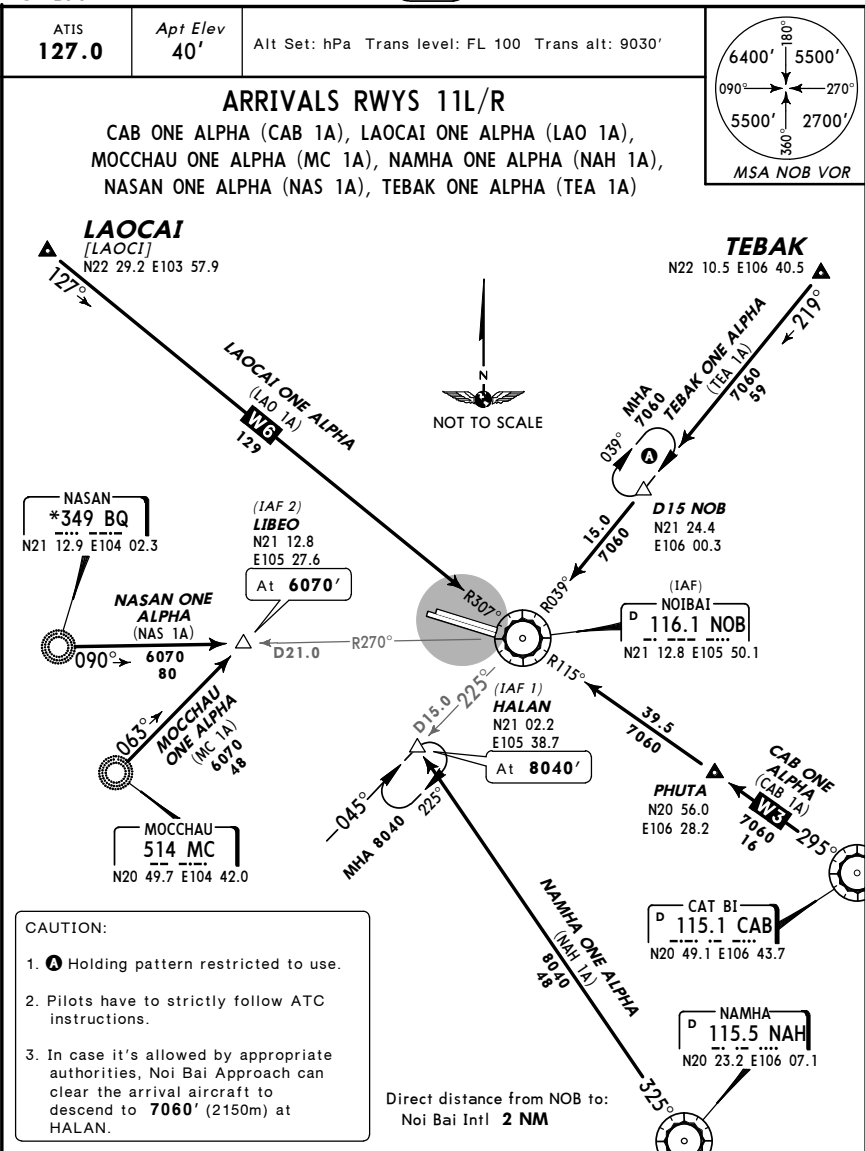 ATIS
127.0
Apt Elev
40'
Alt Set: hPa Trans level: FL 100 Trans alt: 9030'
180°
6400' 5500'
090° 270°
5500' 2700'
360°
MSA NOB VOR
ARRIVALS RWYS 11L/R
CAB ONE ALPHA (CAB 1A), LAOCAI ONE ALPHA (LAO 1A),
MOCCHAU ONE ALPHA (MC 1A), NAMHA ONE ALPHA (NAH 1A),
NASAN ONE ALPHA (NAS 1A), TEBAK ONE ALPHA (TEA 1A)
LAOCAI
[LAOCI]
N22 29.2 E103 57.9
127°
LAOCAI ONE ALPHA
(LAO 1A)
W6
129
N
NOT TO SCALE
TEBAK
N22 10.5 E106 40.5
219°
TEBAK ONE ALPHA
(TEA 1A)
7060
59
MHA
7060
039°
A
D15 NOB
N21 24.4
E106 00.3
15.0
7060
R039°
NASAN
*349 BQ
N21 12.9 E104 02.3
NASAN ONE
ALPHA
(NAS 1A)
090°
6070
80
(IAF 2)
LIBEO
N21 12.8
E105 27.6
At 6070'
R307°
D21.0
R270°
(IAF)
NOIBAI
D 116.1 NOB
N21 12.8 E105 50.1
063°
MOCCHAU
ONE ALPHA
(MC 1A)
6070
48
MOCCHAU
514 MC
N20 49.7 E104 42.0
D15.0
225°
(IAF 1)
HALAN
N21 02.2
E105 38.7
At 8040'
045°
225°
MHA 8040
R115°
39.5
7060
PHUTA
N20 56.0
E106 28.2
CAB ONE
ALPHA
(CAB 1A)
W3
7060
16
295°
CAT BI
D 115.1 CAB
N20 49.1 E106 43.7
NAMHA ONE ALPHA
(NAH 1A)
8040
48
325°
NAMHA
D 115.5 NAH
N20 23.2 E106 07.1
CAUTION:
1. A Holding pattern restricted to use.
2. Pilots have to strictly follow ATC
instructions.
3. In case it's allowed by appropriate
authorities, Noi Bai Approach can
clear the arrival aircraft to
descend to 7060' (2150m) at
HALAN.
Direct distance from NOB to:
Noi Bai Intl 2 NM